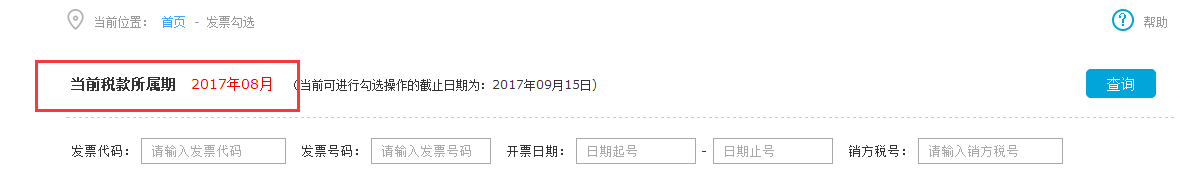 当前位置： 首页 - 发票勾选 ? 帮助
当前税款所属期 2017年08月 （当前可进行勾选操作的截止日期为：2017年09月15日） 查询
发票代码： 请输入发票代码 发票号码： 请输入发票号码 开票日期： 日期起号 - 日期止号 销方税号： 请输入销方税号